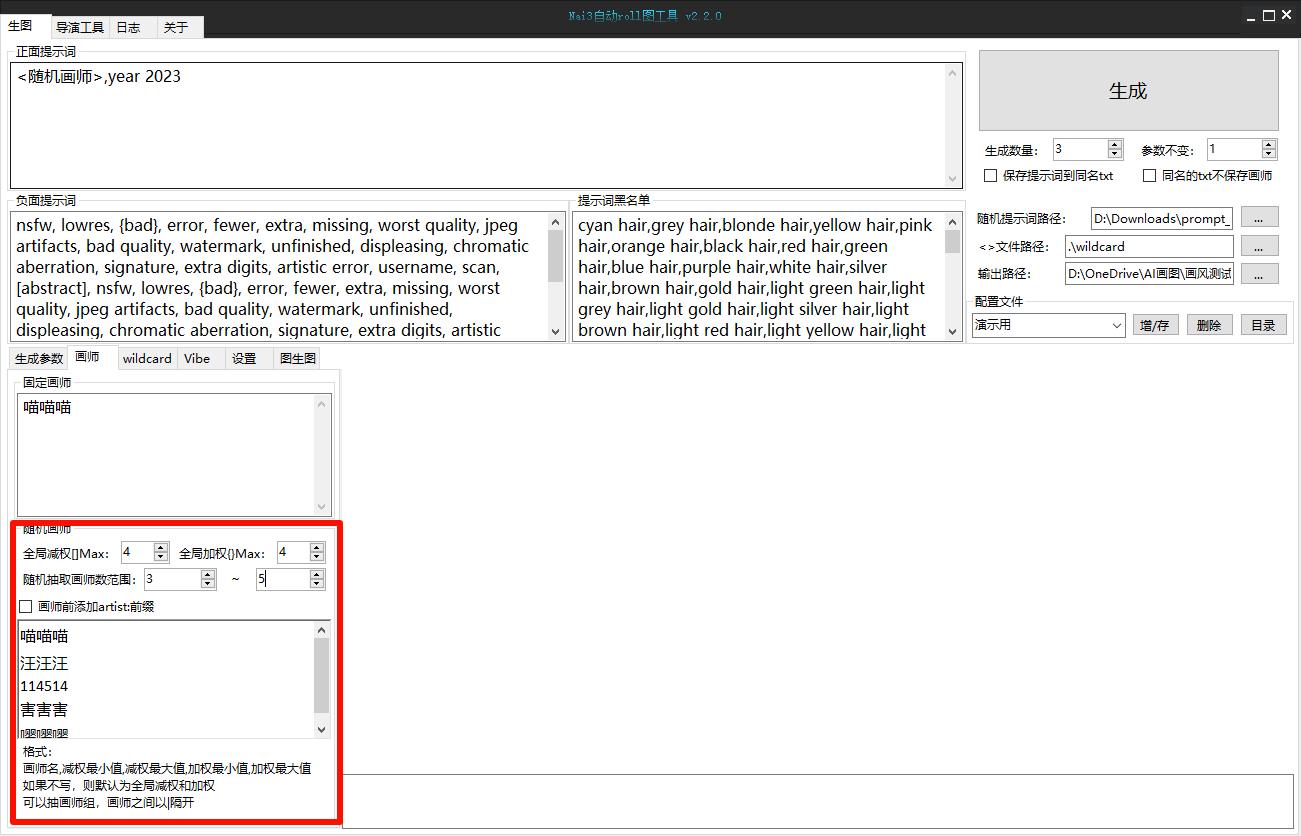 Nai3自动roll图工具 v2.2.0
生图 导演工具 日志 关于
正面提示词
<随机画师>,year 2023
生成
生成数量: 3 参数不变: 1
保存提示词到同名txt 同名的txt不保存画师
负面提示词
nsfw, lowres, {bad}, error, fewer, extra, missing, worst quality, jpeg
artifacts, bad quality, watermark, unfinished, displeasing, chromatic
aberration, signature, extra digits, artistic error, username, scan,
[abstract], nsfw, lowres, {bad}, error, fewer, extra, missing, worst
quality, jpeg artifacts, bad quality, watermark, unfinished,
displeasing, chromatic aberration, signature, extra digits, artistic
提示词黑名单
cyan hair,grey hair,blonde hair,yellow hair,pink
hair,orange hair,black hair,red hair,green
hair,blue hair,purple hair,white hair,silver
hair,brown hair,gold hair,light green hair,light
grey hair,light gold hair,light silver hair,light
brown hair,light red hair,light yellow hair,light
随机提示词路径: D:\Downloads\prompt_ ...
<>文件路径: .\wildcard ...
输出路径: D:\OneDrive\AI画图\画风测试 ...
配置文件
演示用 增/存 删除 目录
生成参数 画师 wildcard Vibe 设置 图生图
固定画师
喵喵喵
随机画师
全局减权[]Max: 4 全局加权{}Max: 4
随机抽取画师数范围: 3 ~ 5
画师前添加artist:前缀
喵喵喵
汪汪汪
114514
害害害
嘤嘤嘤
格式:
画师名,减权最小值,减权最大值,加权最小值,加权最大值
如果不写，则默认为全局减权和加权
可以抽画师组，画师之间以|隔开